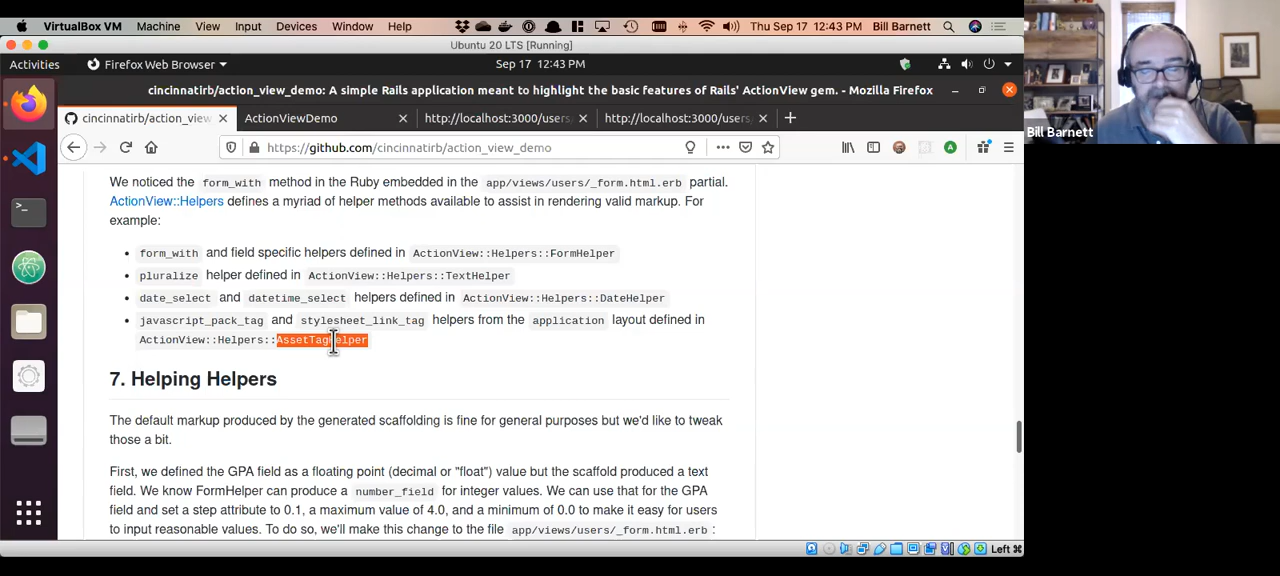 VirtualBox VM Machine View Input Devices Window Help Thu Sep 17 12:43 PM Bill Barnett
Ubuntu 20 LTS [Running]
Activities Firefox Web Browser Sep 17 12:43 PM
cincinnatirb/action_view_demo: A simple Rails application meant to highlight the basic features of Rails' ActionView gem. - Mozilla Firefox
cincinnatirb/action_view ActionViewDemo http://localhost:3000/users, http://localhost:3000/users,
https://github.com/cincinnatirb/action_view_demo
Bill Barnett
We noticed the form_with method in the Ruby embedded in the app/views/users/_form.html.erb partial.
ActionView::Helpers defines a myriad of helper methods available to assist in rendering valid markup. For
example:
• form_with and field specific helpers defined in ActionView::Helpers::FormHelper
• pluralize helper defined in ActionView::Helpers::TextHelper
• date_select and datetime_select helpers defined in ActionView::Helpers::DateHelper
• javascript_pack_tag and stylesheet_link_tag helpers from the application layout defined in
ActionView::Helpers::AssetTagHelper
7. Helping Helpers
The default markup produced by the generated scaffolding is fine for general purposes but we'd like to tweak
those a bit.
First, we defined the GPA field as a floating point (decimal or "float") value but the scaffold produced a text
field. We know FormHelper can produce a number_field for integer values. We can use that for the GPA
field and set a step attribute to 0.1, a maximum value of 4.0, and a minimum of 0.0 to make it easy for users
to input reasonable values. To do so, we'll make this change to the file app/views/users/_form.html.erb :
Left ⌘